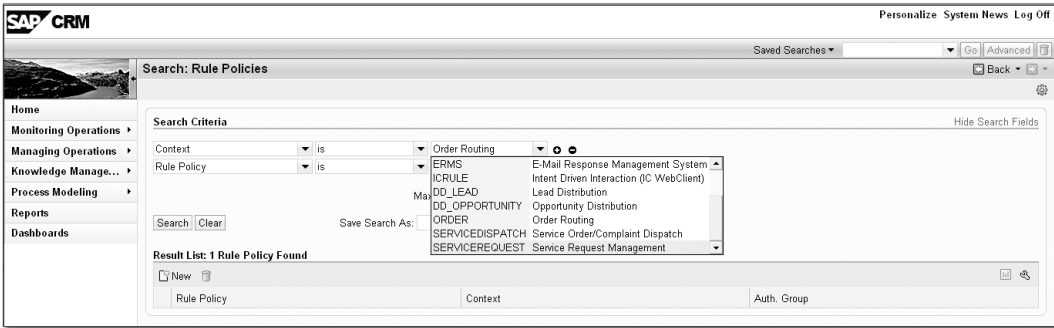 SAP CRM
Personalize System News Log Off
Saved Searches Go Advanced
Search: Rule Policies Back
Home
Monitoring Operations
Managing Operations
Knowledge Manage...
Process Modeling
Reports
Dashboards
Search Criteria Hide Search Fields
Context is Order Routing
Rule Policy is
ERMS E-Mail Response Management System
ICRULE Intent Driven Interaction (IC WebClient)
DD_LEAD Lead Distribution
DD_OPPORTUNITY Opportunity Distribution
ORDER Order Routing
SERVICEDISPATCH Service Order/Complaint Dispatch
SERVICEREQUEST Service Request Management
Search Clear Save Search As:
Result List: 1 Rule Policy Found
New
Rule Policy Context Auth. Group